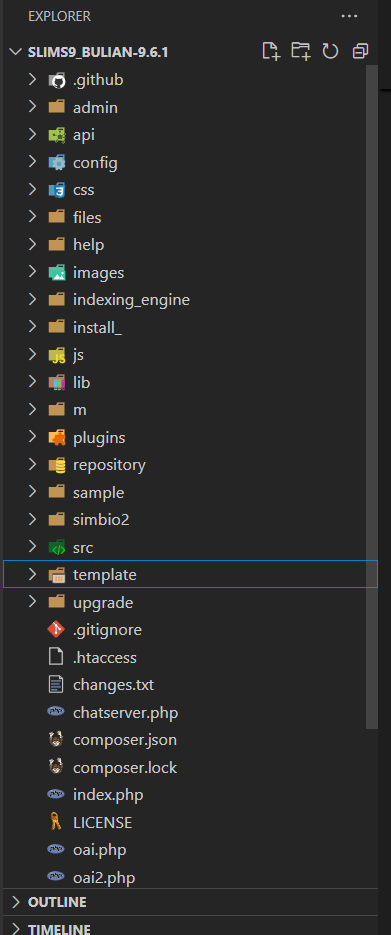 EXPLORER
SLIMS9_BULIAN-9.6.1
.github
admin
api
config
css
files
help
images
indexing_engine
install_
js
lib
m
plugins
repository
sample
simbio2
src
template
upgrade
.gitignore
.htaccess
changes.txt
chatserver.php
composer.json
composer.lock
index.php
LICENSE
oai.php
oai2.php
OUTLINE
TIMELINE